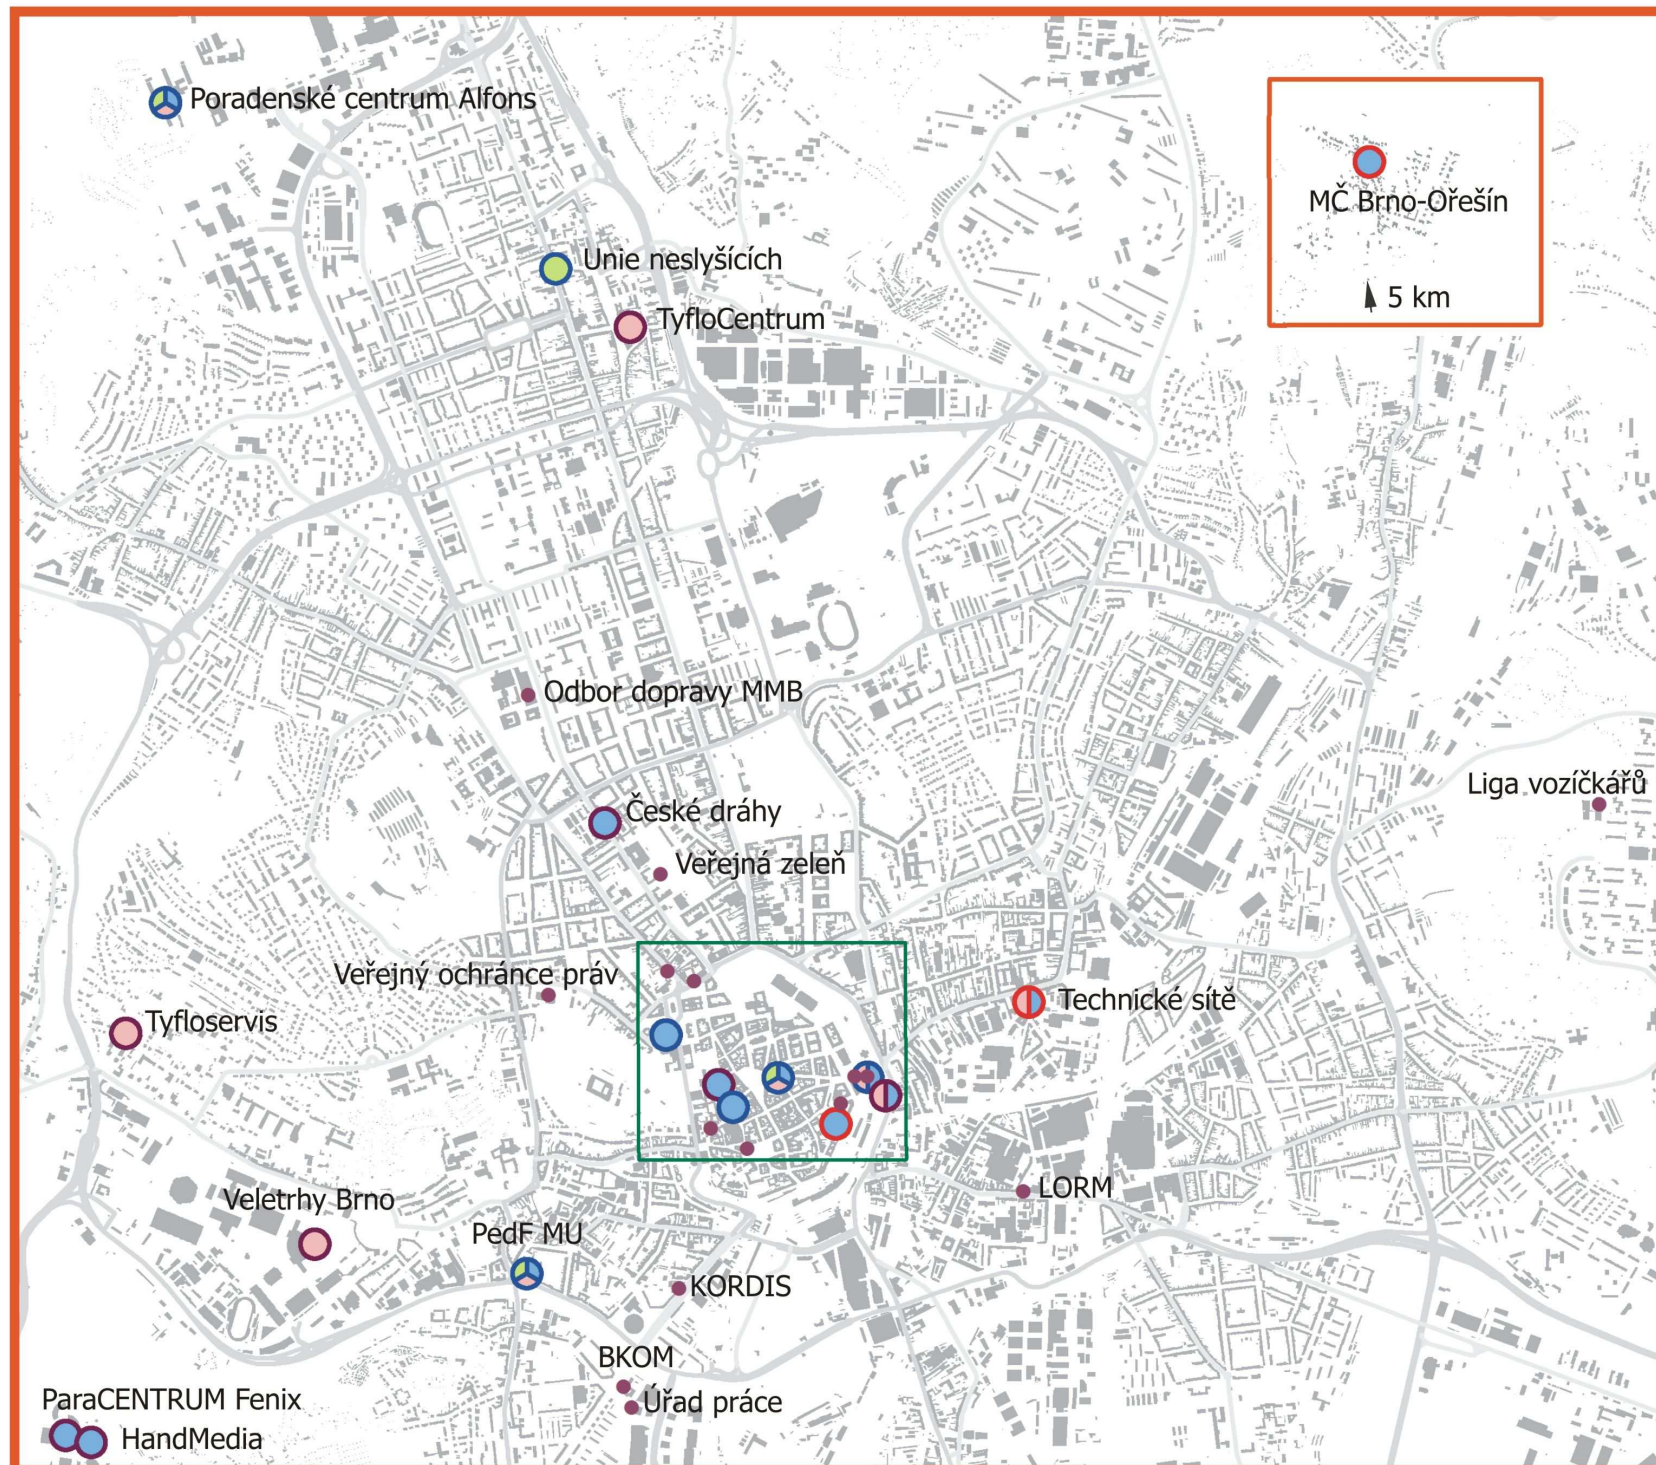 Poradenské centrum Alfons
MČ Brno-Ořešín
Unie neslyšících
5 km
TyfloCentrum
Odbor dopravy MMB
Liga vozíčkářů
České dráhy
Veřejná zeleň
Veřejný ochránce práv
Technické sítě
Tyfloservis
LORM
Veletrhy Brno
PedF MU
KORDIS
BKOM
Úřad práce
ParaCENTRUM Fenix
HandMedia